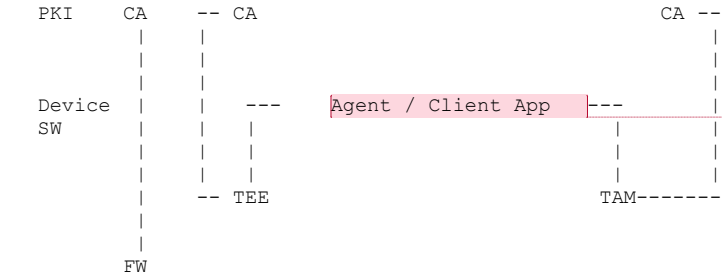 PKI CA -- CA CA --
| | |
| | |
| | |
Device | | --- Agent / Client App |---
SW | | | | |
| | | | |
| | | | |
| -- TEE TAM-------
|
|
FW